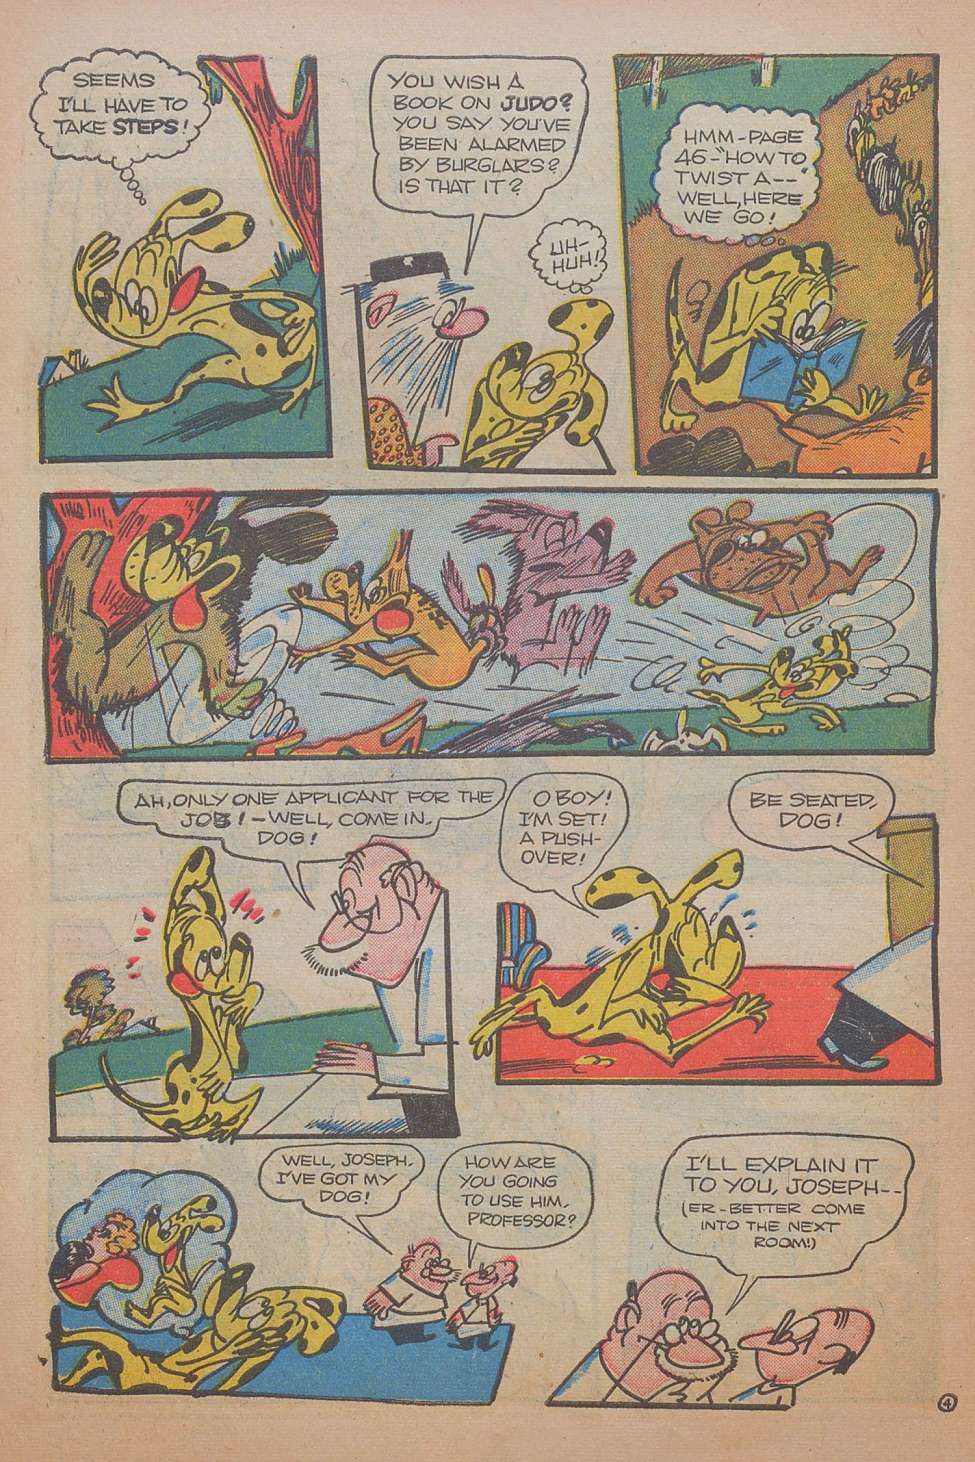 SEEMS
I'LL HAVE TO
TAKE STEPS!
YOU WISH A
BOOK ON JUDO?
YOU SAY YOU'VE
BEEN ALARMED
BY BURGLARS?
IS THAT IT?
UH-
HUH!
HMM-PAGE
46-"HOW TO
TWIST A--"
WELL, HERE
WE GO!
AH, ONLY ONE APPLICANT FOR THE
JOB!-WELL, COME IN,
DOG!
O BOY!
I'M SET!
A PUSH-
OVER!
BE SEATED,
DOG!
WELL, JOSEPH,
I'VE GOT MY
DOG!
HOW ARE
YOU GOING
TO USE HIM,
PROFESSOR?
I'LL EXPLAIN IT
TO YOU, JOSEPH--
(ER-BETTER COME
INTO THE NEXT
ROOM!)
4